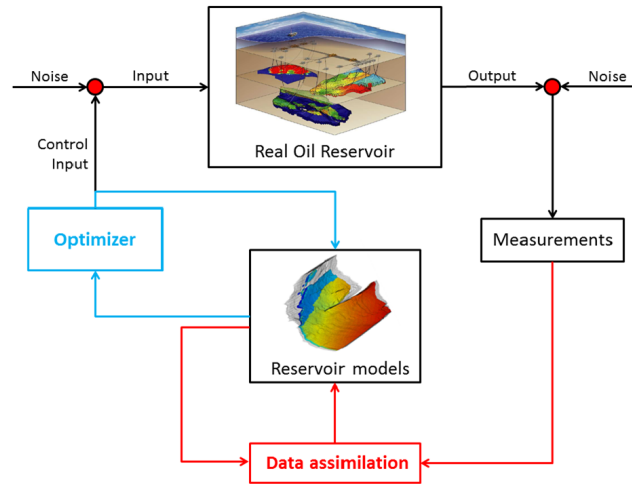 Noise
Input
Output
Noise
Real Oil Reservoir
Control
Input
Optimizer
Measurements
Reservoir models
Data assimilation